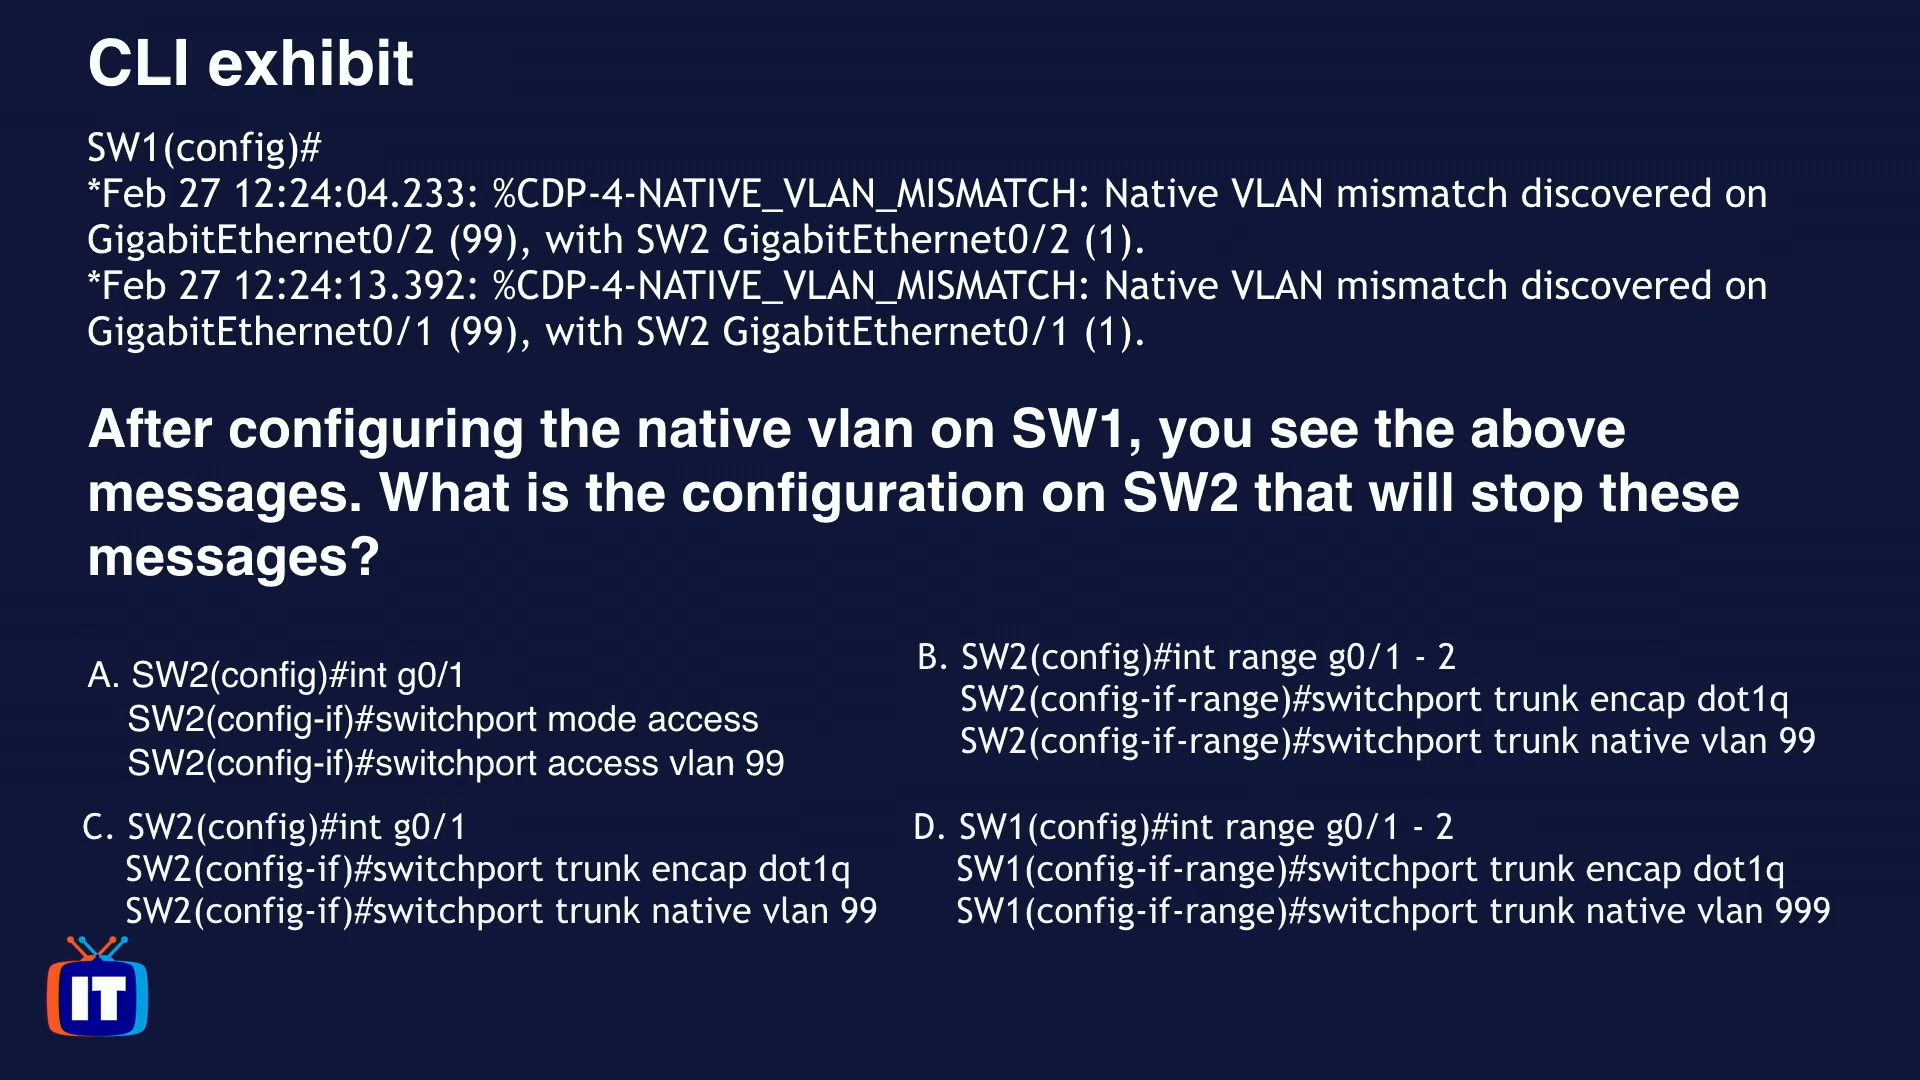 CLI exhibit
SW1(config)#
*Feb 27 12:24:04.233: %CDP-4-NATIVE_VLAN_MISMATCH: Native VLAN mismatch discovered on
GigabitEthernet0/2 (99), with SW2 GigabitEthernet0/2 (1).
*Feb 27 12:24:13.392: %CDP-4-NATIVE_VLAN_MISMATCH: Native VLAN mismatch discovered on
GigabitEthernet0/1 (99), with SW2 GigabitEthernet0/1 (1).
After configuring the native vlan on SW1, you see the above
messages. What is the configuration on SW2 that will stop these
messages?
A. SW2(config)#int g0/1
SW2(config-if)#switchport mode access
SW2(config-if)#switchport access vlan 99
B. SW2(config)#int range g0/1 - 2
SW2(config-if-range)#switchport trunk encap dot1q
SW2(config-if-range)#switchport trunk native vlan 99
C. SW2(config)#int g0/1
SW2(config-if)#switchport trunk encap dot1q
SW2(config-if)#switchport trunk native vlan 99
D. SW1(config)#int range g0/1 - 2
SW1(config-if-range)#switchport trunk encap dot1q
SW1(config-if-range)#switchport trunk native vlan 999
IT